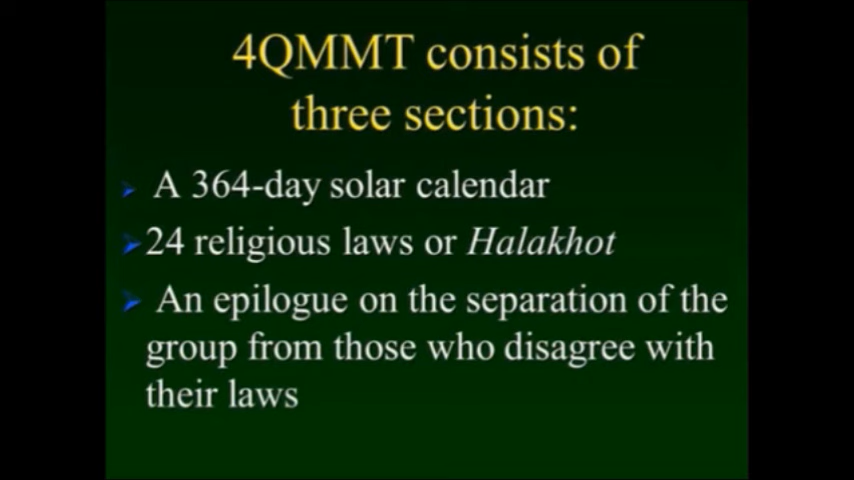 4QMMT consists of
three sections:
A 364-day solar calendar
24 religious laws or Halakhot
An epilogue on the separation of the
group from those who disagree with
their laws